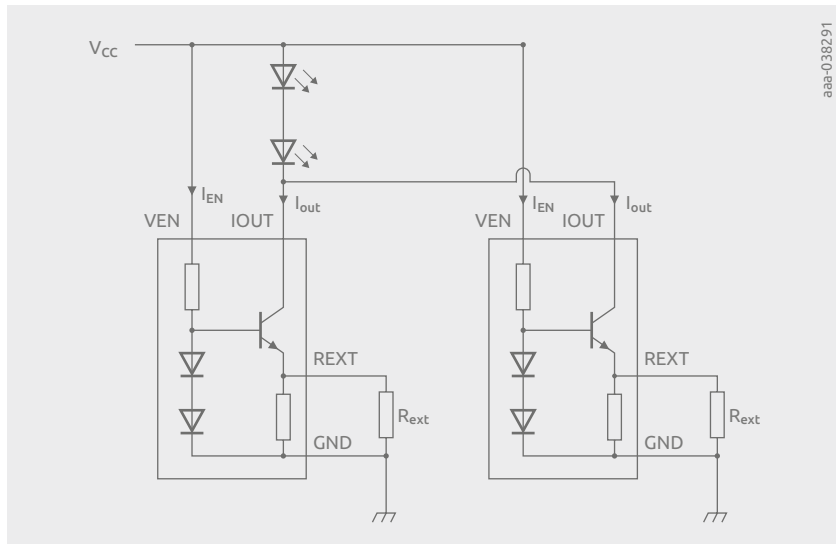 aaa-038291
VCC
IEN
Iout
IEN
Iout
VEN
IOUT
VEN
IOUT
REXT
REXT
Rext
Rext
GND
GND